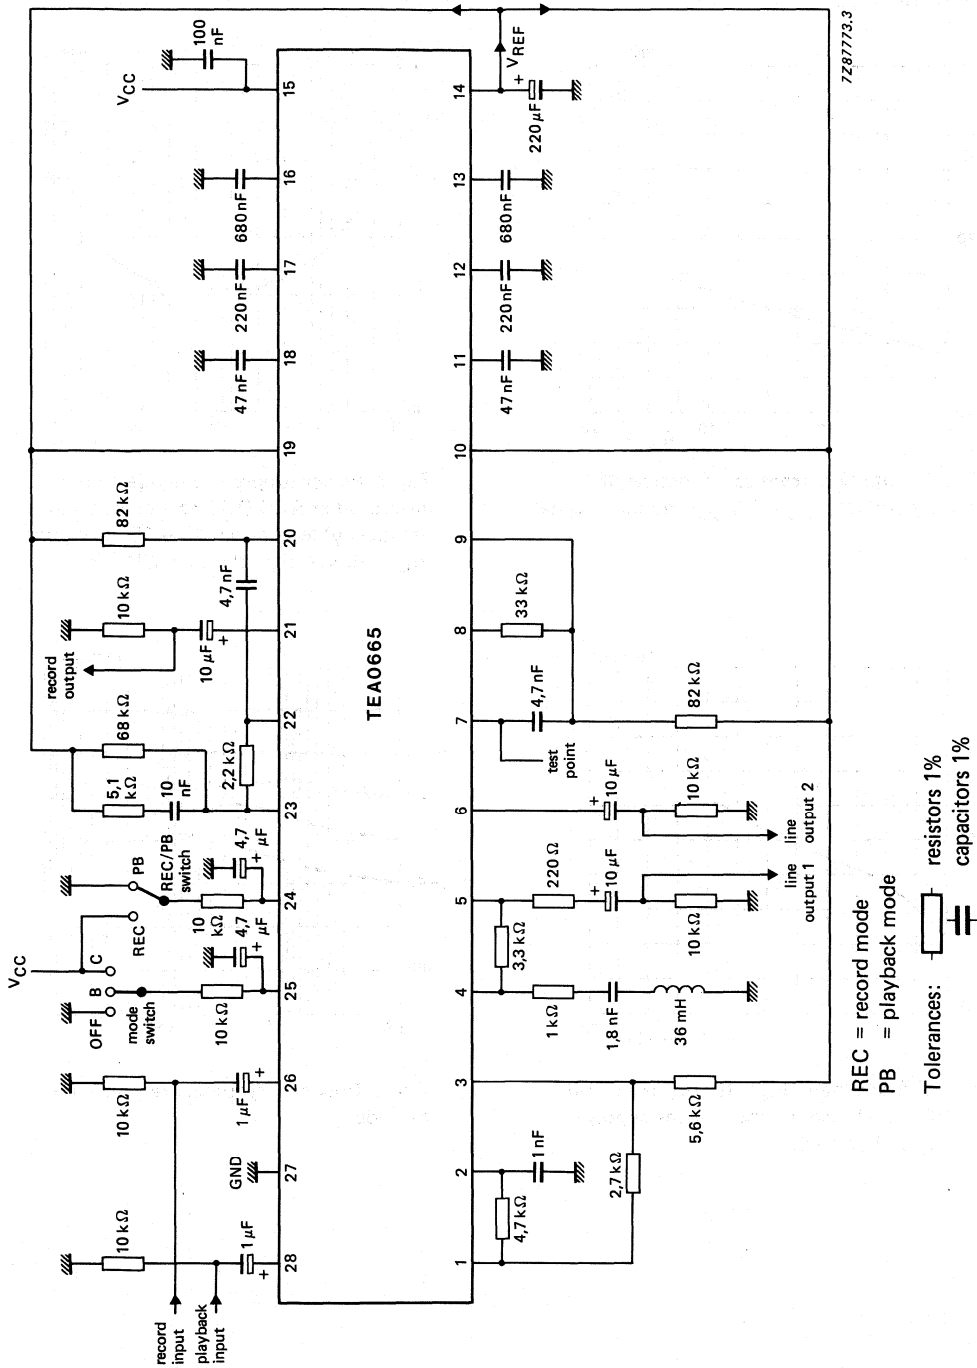 7Z87773.3
VCC
100
nF
VREF
+
220 µF
15
14
16
13
680 nF
680 nF
17
12
220 nF
220 nF
18
11
47 nF
47 nF
19
10
82 kΩ
20
9
4,7 nF
10 kΩ
record
output
10 µF
+
21
8
33 kΩ
TEA0665
68 kΩ
22
7
4,7 nF
82 kΩ
test
point
5,1
kΩ
10
nF
2,2 kΩ
23
6
+
10 µF
10 kΩ
line
output 2
PB
REC/PB
switch
REC
10
kΩ
4,7
µF
+
24
5
220 Ω
+
10 µF
10 kΩ
line
output 1
3,3 kΩ
VCC
C
B
OFF
mode
switch
10 kΩ
4,7
µF
+
25
4
1 kΩ
1,8 nF
36 mH
10 kΩ
1 µF
+
26
3
5,6 kΩ
2,7 kΩ
GND
27
2
1 nF
4,7 kΩ
10 kΩ
1 µF
+
28
1
record
input
playback
input
REC = record mode
PB = playback mode
Tolerances: resistors 1%
capacitors 1%